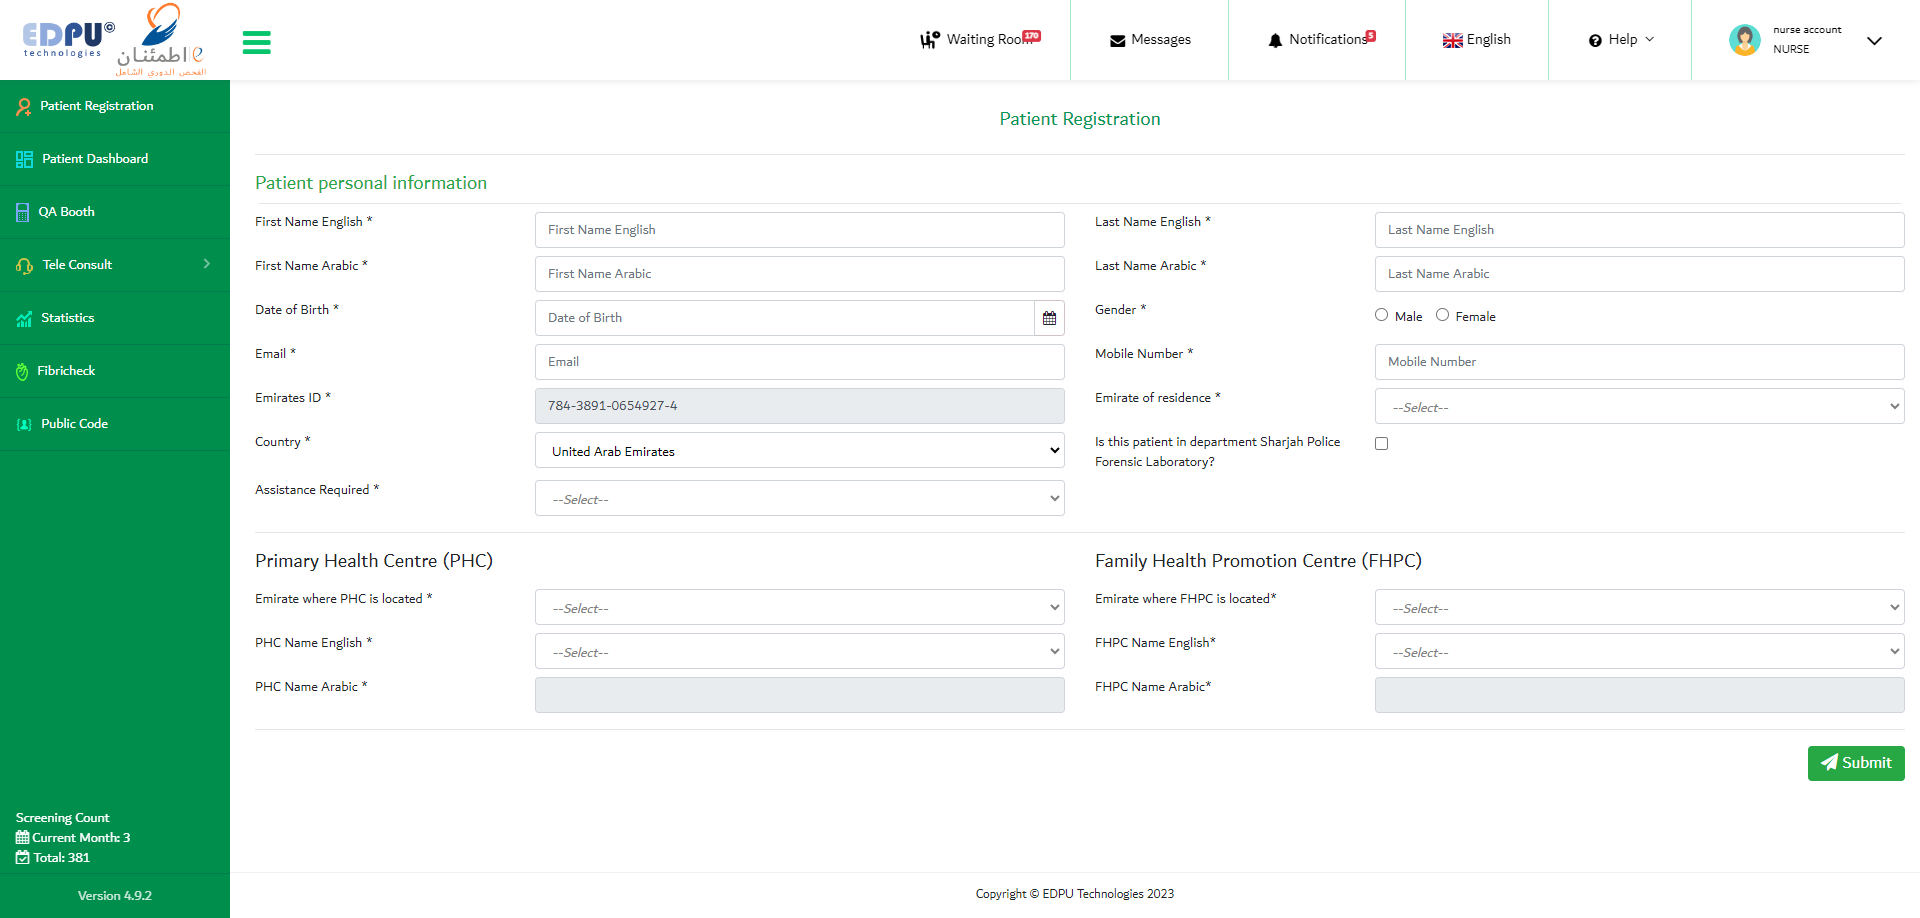 EDPU©
technologies
اطمئنان e
الفحص الدوري الشامل
Waiting Room 170
Messages
Notifications 5
English
Help
nurse account
NURSE
Patient Registration
Patient Dashboard
QA Booth
Tele Consult
Statistics
Fibricheck
Public Code
Screening Count
Current Month: 3
Total: 381
Version 4.9.2
Patient Registration
Patient personal information
First Name English * First Name English Last Name English * Last Name English
First Name Arabic * First Name Arabic Last Name Arabic * Last Name Arabic
Date of Birth * Date of Birth Gender * Male Female
Email * Email Mobile Number * Mobile Number
Emirates ID * 784-3891-0654927-4 Emirate of residence * --Select--
Country * United Arab Emirates Is this patient in department Sharjah Police
Forensic Laboratory?
Assistance Required * --Select--
Primary Health Centre (PHC) Family Health Promotion Centre (FHPC)
Emirate where PHC is located * --Select-- Emirate where FHPC is located* --Select--
PHC Name English * --Select-- FHPC Name English* --Select--
PHC Name Arabic * FHPC Name Arabic*
Submit
Copyright © EDPU Technologies 2023